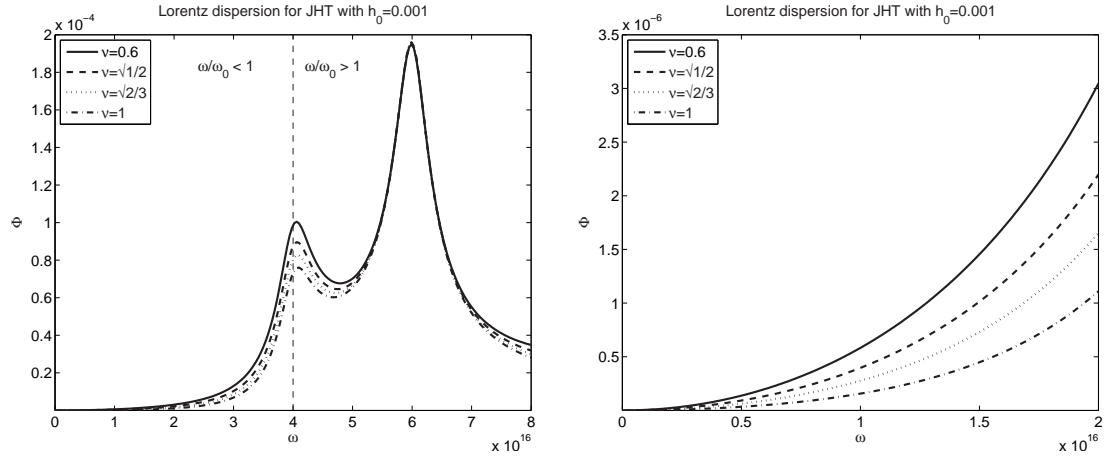 Lorentz dispersion for JHT with h₀=0.001
x 10⁻⁴
2
1.8
1.6
1.4
1.2
1
0.8
0.6
0.4
0.2
Φ
ν=0.6
ν=√1/2
ν=√2/3
ν=1
ω/ω₀ < 1
ω/ω₀ > 1
0 1 2 3 4 5 6 7 8
ω
x 10¹⁶
Lorentz dispersion for JHT with h₀=0.001
x 10⁻⁶
3.5
3
2.5
2
1.5
1
0.5
Φ
ν=0.6
ν=√1/2
ν=√2/3
ν=1
0 0.5 1 1.5 2
ω
x 10¹⁶